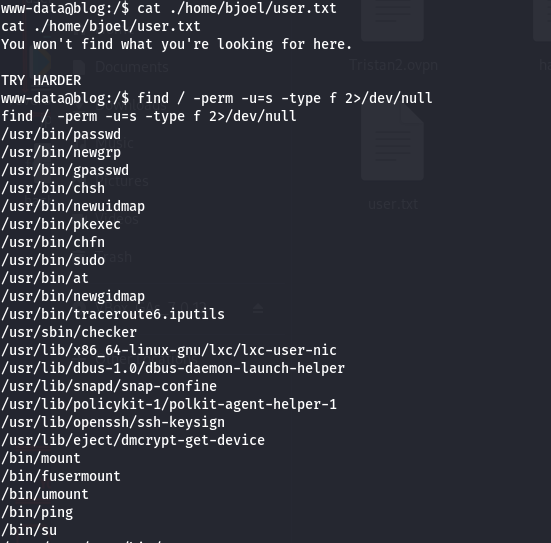 www-data@blog:/$ cat ./home/bjoel/user.txt
cat ./home/bjoel/user.txt
You won't find what you're looking for here.
TRY HARDER
www-data@blog:/$ find / -perm -u=s -type f 2>/dev/null
find / -perm -u=s -type f 2>/dev/null
/usr/bin/passwd
/usr/bin/newgrp
/usr/bin/gpasswd
/usr/bin/chsh
/usr/bin/newuidmap
/usr/bin/pkexec
/usr/bin/chfn
/usr/bin/sudo
/usr/bin/at
/usr/bin/newgidmap
/usr/bin/traceroute6.iputils
/usr/sbin/checker
/usr/lib/x86_64-linux-gnu/lxc/lxc-user-nic
/usr/lib/dbus-1.0/dbus-daemon-launch-helper
/usr/lib/snapd/snap-confine
/usr/lib/policykit-1/polkit-agent-helper-1
/usr/lib/openssh/ssh-keysign
/usr/lib/eject/dmcrypt-get-device
/bin/mount
/bin/fusermount
/bin/umount
/bin/ping
/bin/su
Documents
Tristan2.ovpn
user.txt